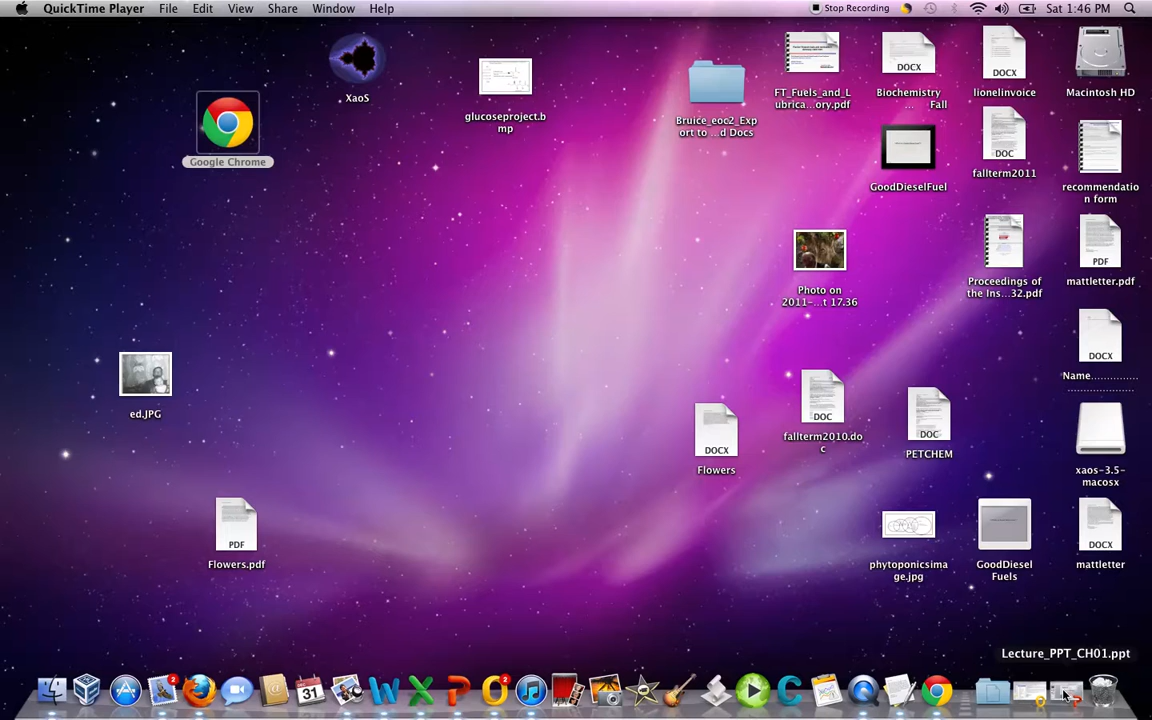 QuickTime Player File Edit View Share Window Help Stop Recording Sat 1:46 PM
XaoS
Google Chrome
glucoseproject.b
mp
Bruice_eoc2_Exp
ort to ...d Docs
FT_Fuels_and_L
ubrica...ory.pdf
DOCX
Biochemistry
... Fall
DOCX
lionelinvoice
Macintosh HD
GoodDieselFuel
DOC
fallterm2011
recommendatio
n form
Photo on
2011-...t 17.36
Proceedings of
the Ins...32.pdf
PDF
mattletter.pdf
DOCX
Name...............
..................
ed.JPG
DOCX
Flowers
DOC
fallterm2010.do
c
DOC
PETCHEM
xaos-3.5-
macosx
PDF
Flowers.pdf
phytoponicsima
ge.jpg
GoodDiesel
Fuels
DOCX
mattletter
Lecture_PPT_CH01.ppt
2
31
2